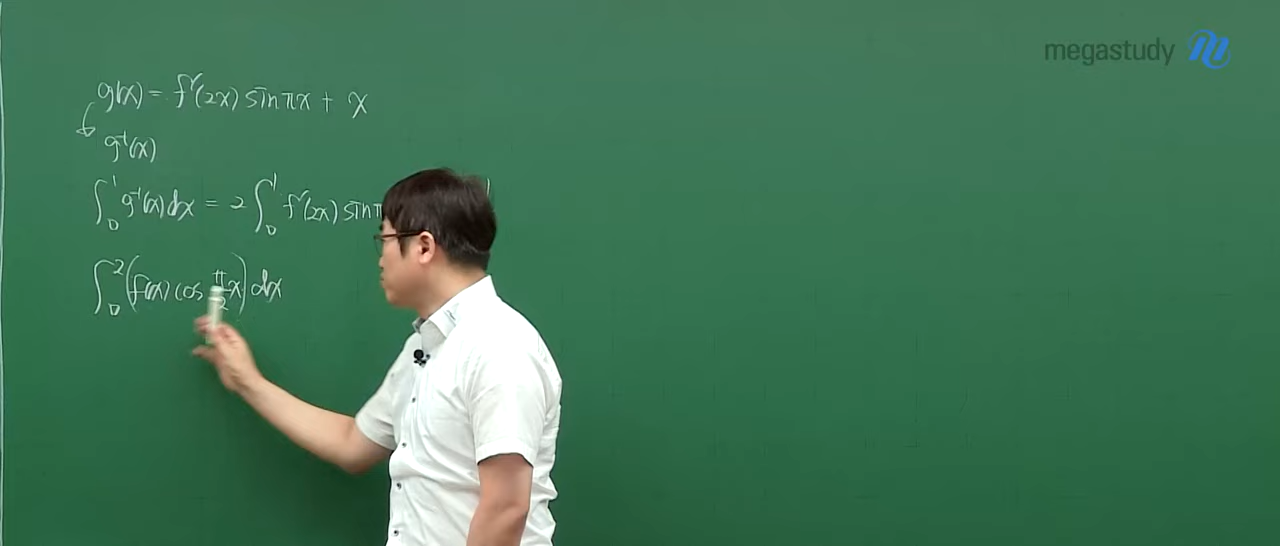 megastudy
g(x) = f'(2x) sin πx + x
g⁻¹(x)
∫₀¹ g⁻¹(x)dx = 2 ∫₀¹ f'(2x) sin π
∫₀² (f(x) cos π/2 x) dx